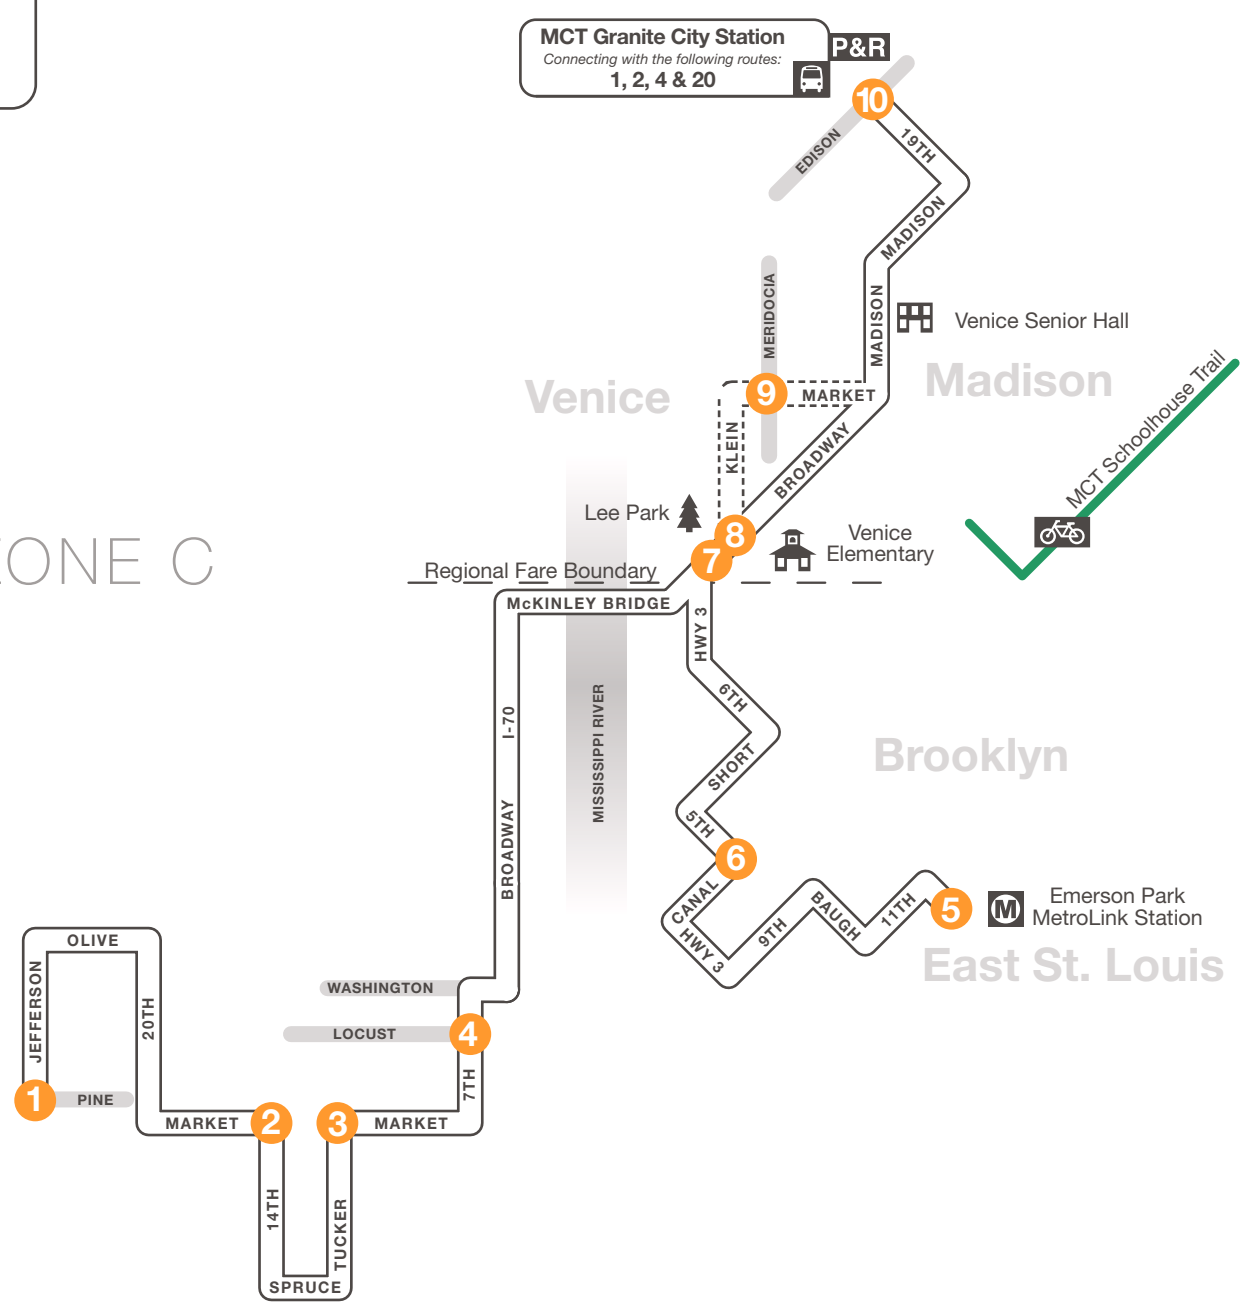 MCT Granite City Station
Connecting with the following routes:
1, 2, 4 & 20
P&R
10
19TH
EDISON
MADISON
MERIDOCIA
MADISON
Venice Senior Hall
Venice
Madison
9
MARKET
MCT Schoolhouse Trail
KLEIN
BROADWAY
Lee Park
8
7
Venice
Elementary
ZONE C
Regional Fare Boundary
McKINLEY BRIDGE
HWY 3
6TH
I-70
MISSISSIPPI RIVER
SHORT
Brooklyn
5TH
BROADWAY
6
CANAL
HWY 3
9TH
BAUGH
11TH
5
M
Emerson Park
MetroLink Station
East St. Louis
OLIVE
JEFFERSON
20TH
WASHINGTON
LOCUST
4
7TH
1
PINE
MARKET
2
3
MARKET
14TH
TUCKER
SPRUCE